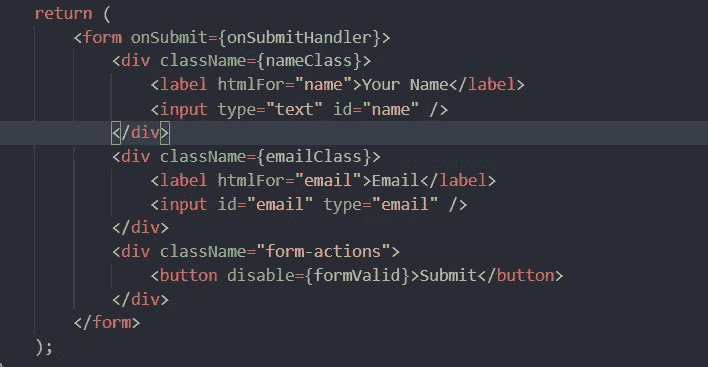 return (
<form onSubmit={onSubmitHandler}>
<div className={nameClass}>
<label htmlFor="name">Your Name</label>
<input type="text" id="name" />
</div>
<div className={emailClass}>
<label htmlFor="email">Email</label>
<input id="email" type="email" />
</div>
<div className="form-actions">
<button disable={formValid}>Submit</button>
</div>
</form>
);